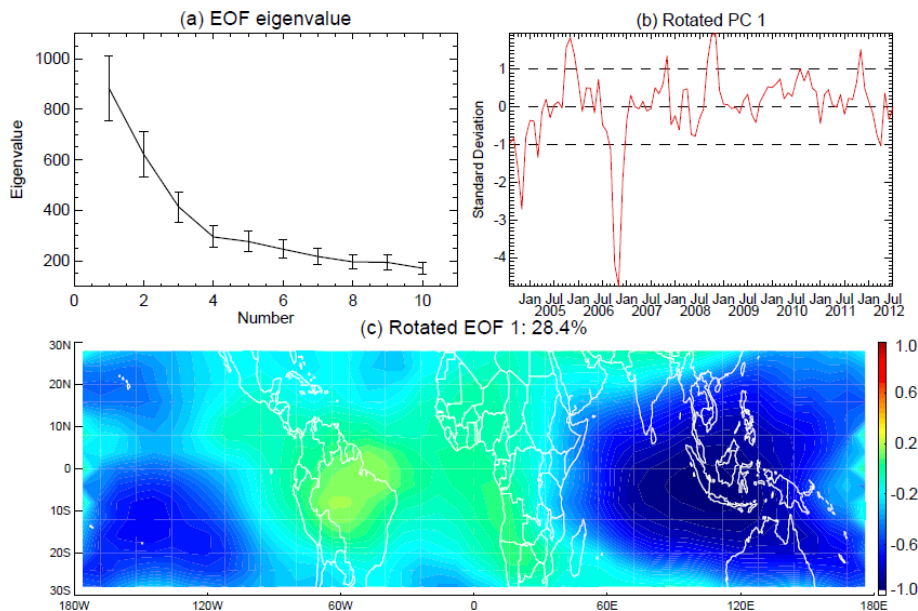 (a) EOF eigenvalue
1000
800
600
400
200
Eigenvalue
0 2 4 6 8 10
Number
(b) Rotated PC 1
1
0
-1
-2
-3
-4
Standard Deviation
Jan Jul Jan Jul Jan Jul Jan Jul Jan Jul Jan Jul Jan Jul Jan Jul
2005 2006 2007 2008 2009 2010 2011 2012
(c) Rotated EOF 1: 28.4%
30N
20N
10N
0
10S
20S
30S
180W 120W 60W 0 60E 120E 180E
1.0
0.6
0.2
-0.2
-0.6
-1.0